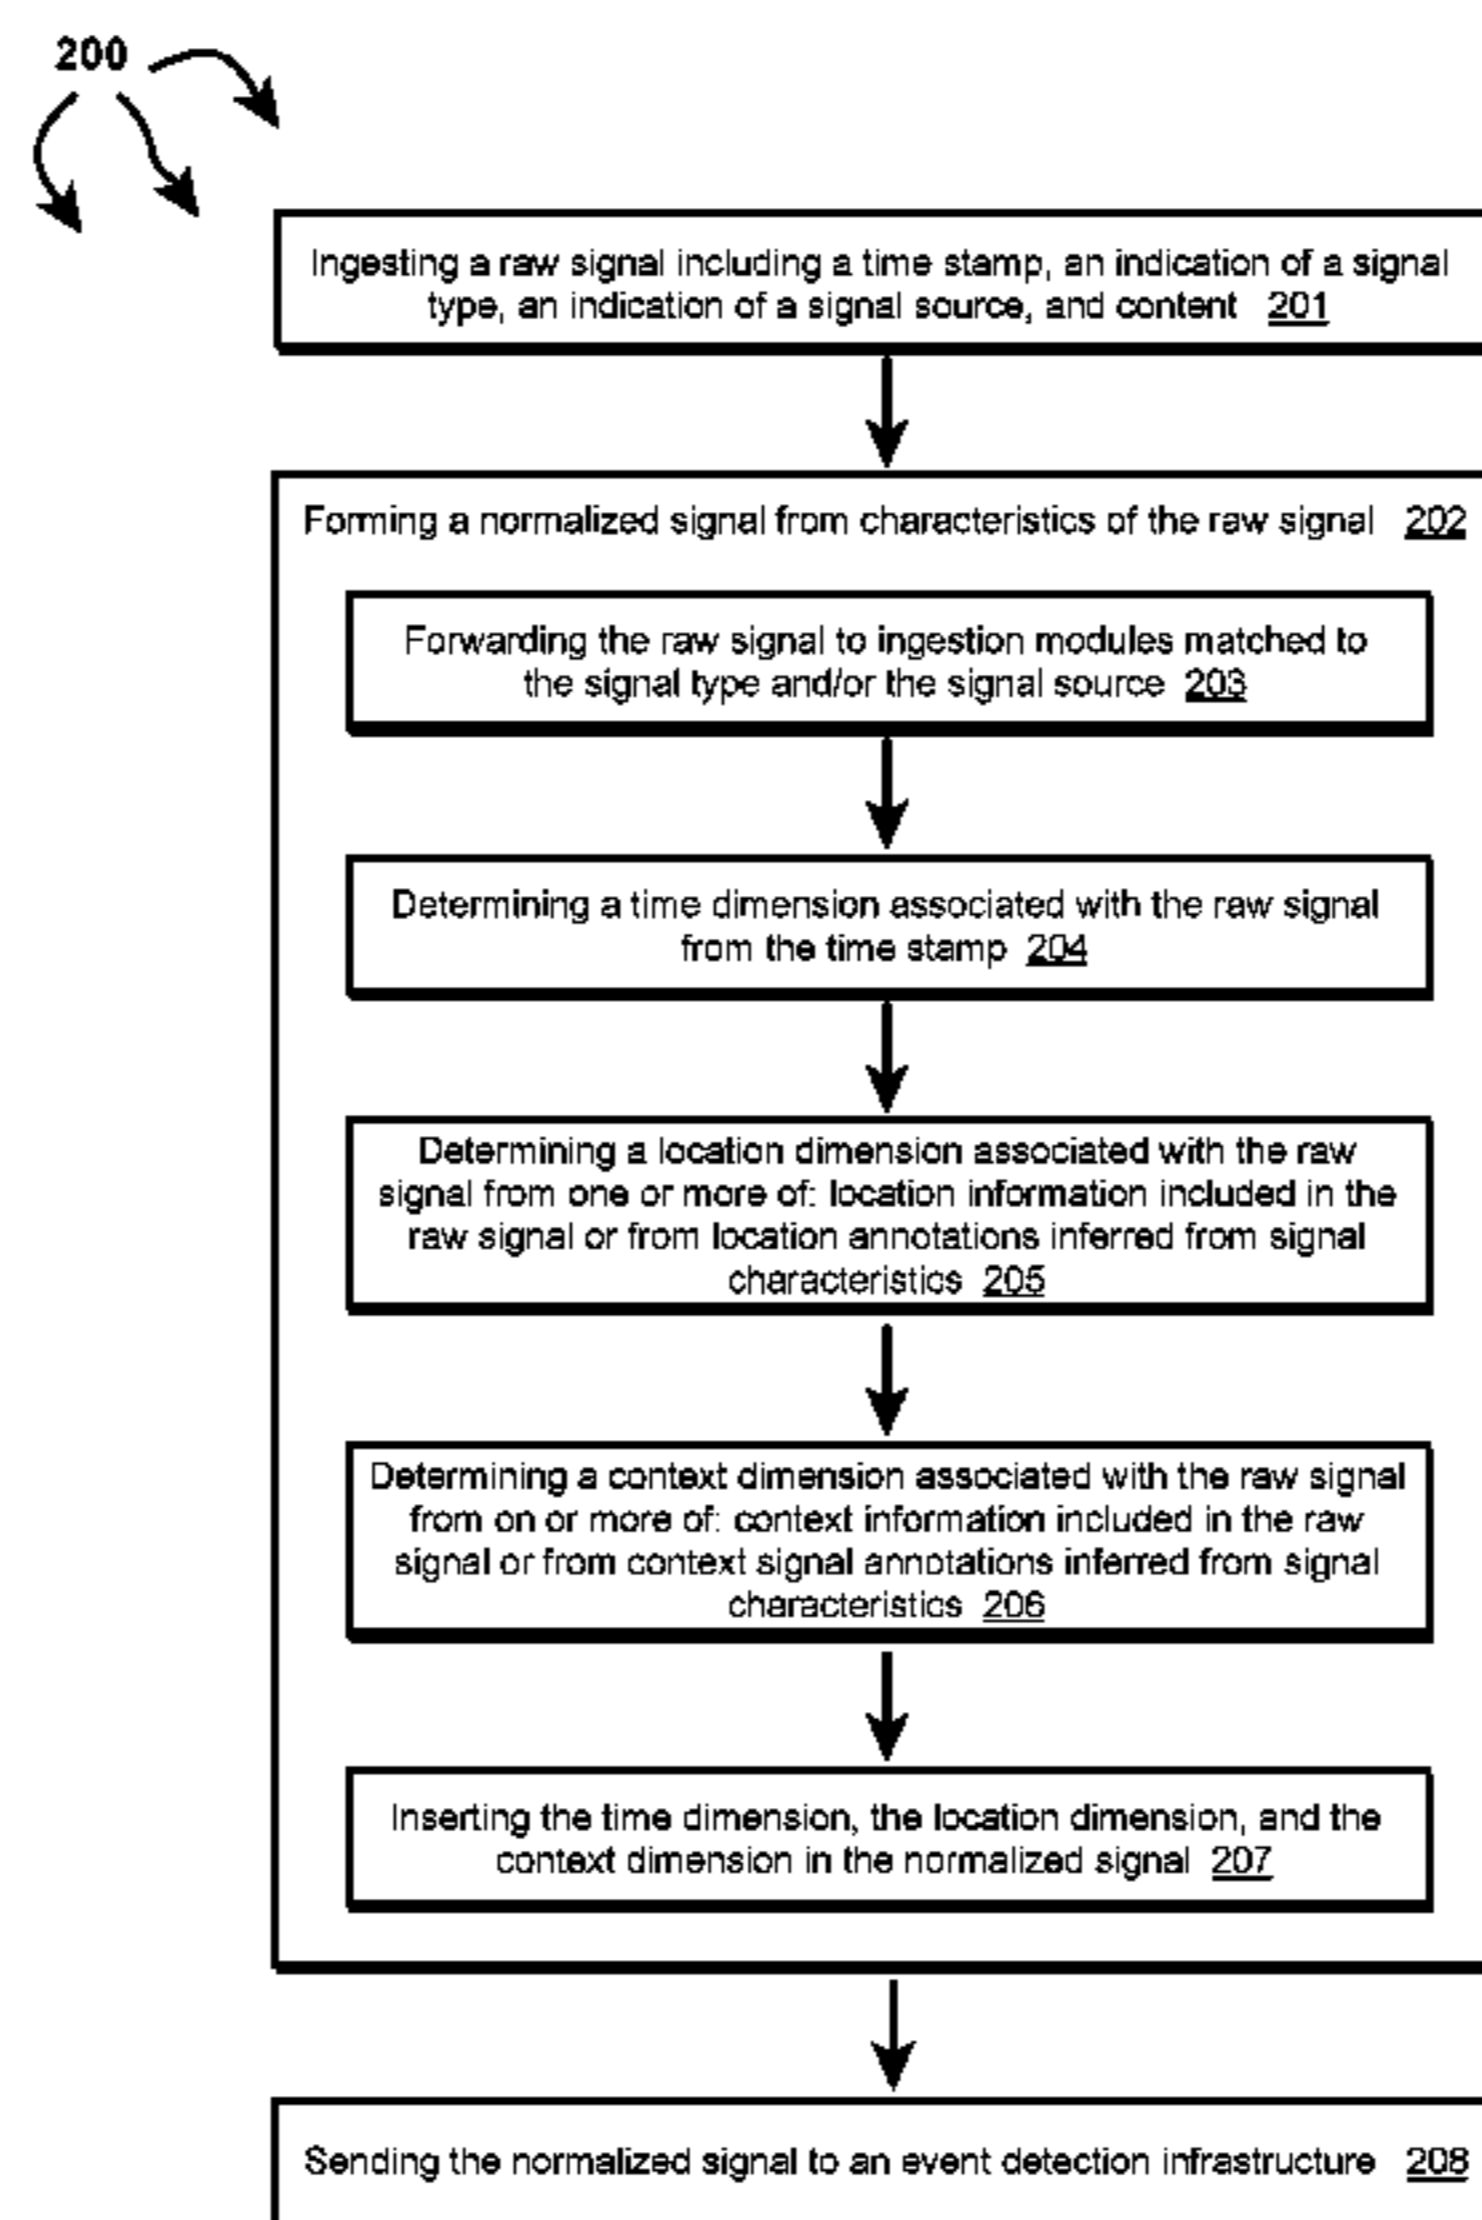 200
Ingesting a raw signal including a time stamp, an indication of a signal
type, an indication of a signal source, and content 201
Forming a normalized signal from characteristics of the raw signal 202
Forwarding the raw signal to ingestion modules matched to
the signal type and/or the signal source 203
Determining a time dimension associated with the raw signal
from the time stamp 204
Determining a location dimension associated with the raw
signal from one or more of: location information included in the
raw signal or from location annotations inferred from signal
characteristics 205
Determining a context dimension associated with the raw signal
from on or more of: context information included in the raw
signal or from context signal annotations inferred from signal
characteristics 206
Inserting the time dimension, the location dimension, and the
context dimension in the normalized signal 207
Sending the normalized signal to an event detection infrastructure 208